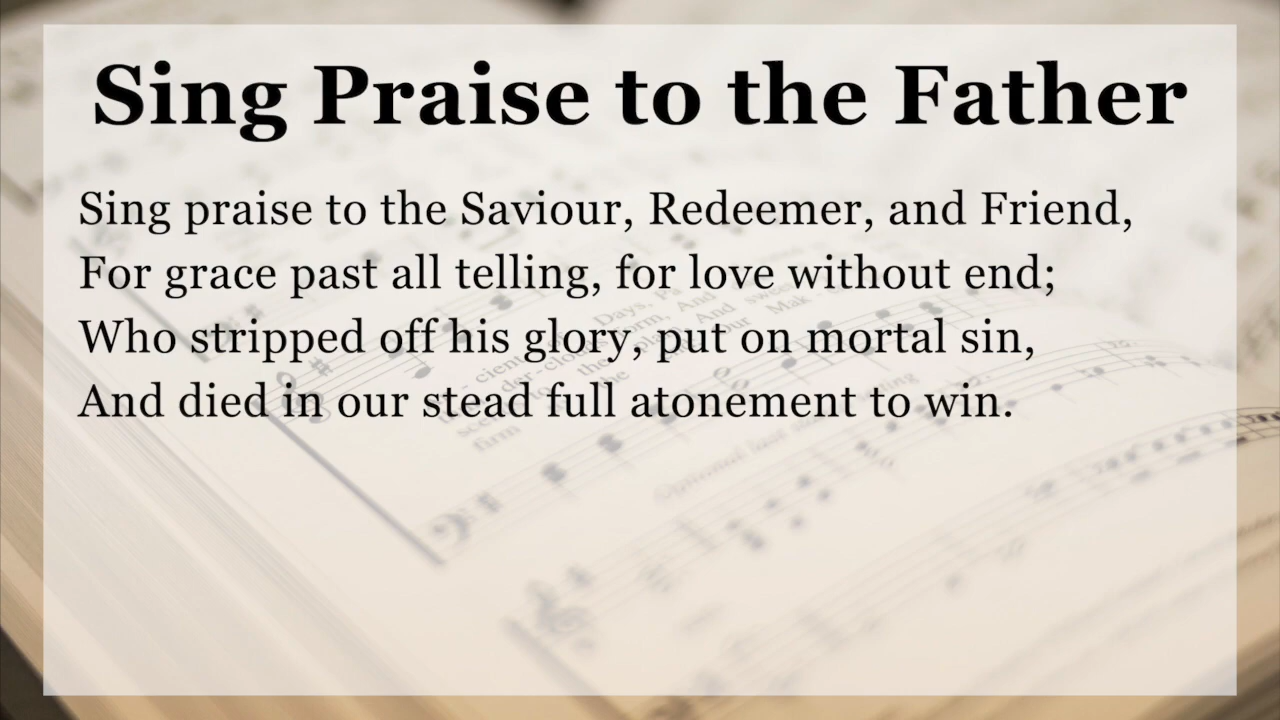 Sing Praise to the Father
Sing praise to the Saviour, Redeemer, and Friend,
For grace past all telling, for love without end;
Who stripped off his glory, put on mortal sin,
And died in our stead full atonement to win.